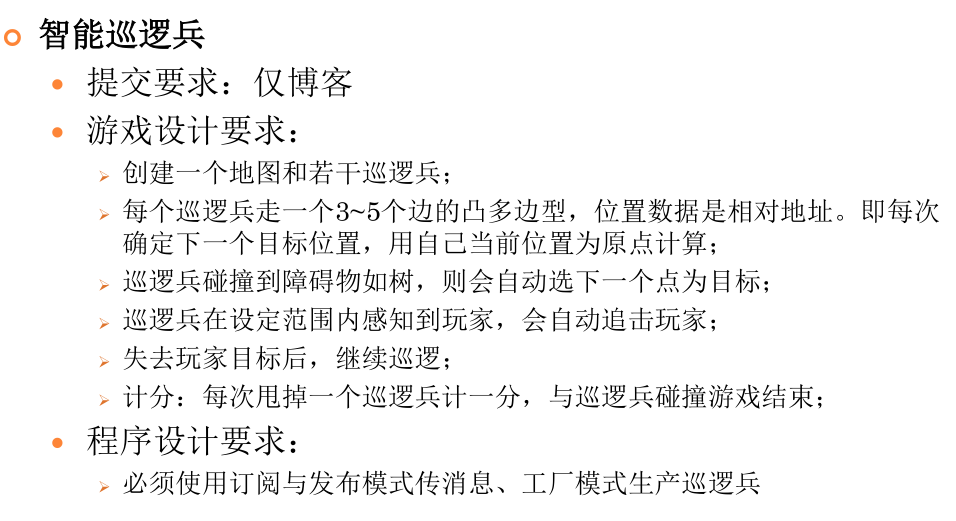 智能巡逻兵
提交要求：仅博客
游戏设计要求：
创建一个地图和若干巡逻兵；
每个巡逻兵走一个3~5个边的凸多边型，位置数据是相对地址。即每次
确定下一个目标位置，用自己当前位置为原点计算；
巡逻兵碰撞到障碍物如树，则会自动选下一个点为目标；
巡逻兵在设定范围内感知到玩家，会自动追击玩家；
失去玩家目标后，继续巡逻；
计分：每次甩掉一个巡逻兵计一分，与巡逻兵碰撞游戏结束；
程序设计要求：
必须使用订阅与发布模式传消息、工厂模式生产巡逻兵